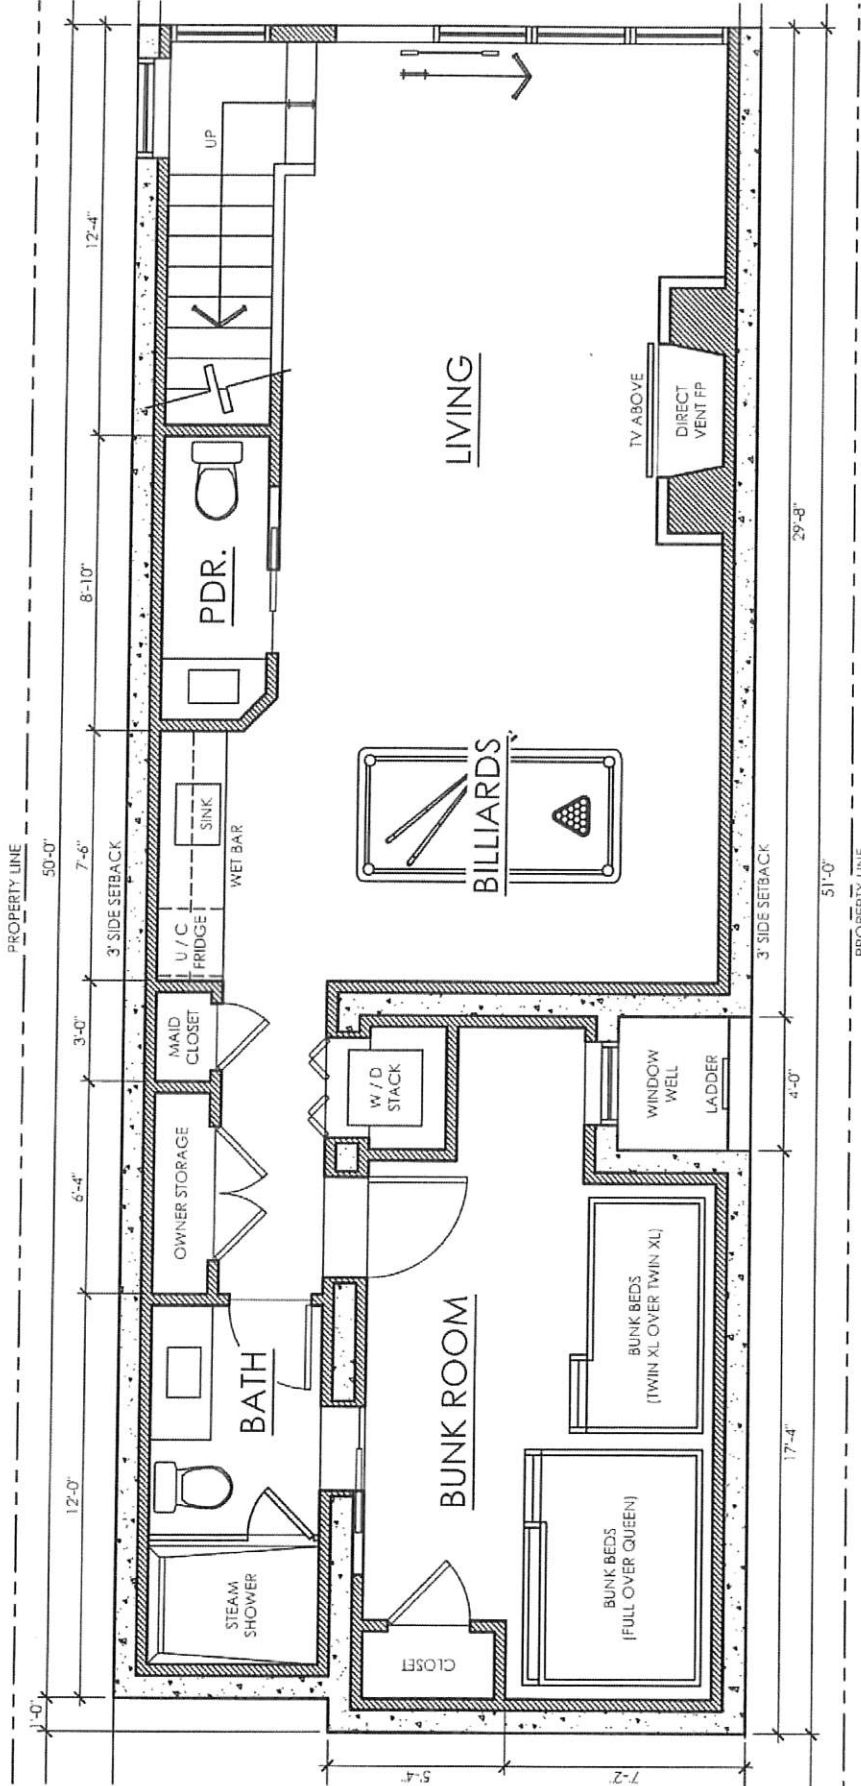 PROPERTY LINE
50'-0"
12'-4"
8'-10"
7'-6"
3'-0"
6'-4"
12'-0"
1'-0"
3' SIDE SETBACK
UP
PDR.
LIVING
TV ABOVE
DIRECT
VENT FP
SINK
WET BAR
U / C
FRIDGE
BILLIARDS
MAID
CLOSET
OWNER STORAGE
W / D
STACK
WINDOW
WELL
LADDER
BATH
STEAM
SHOWER
BUNK ROOM
BUNK BEDS
(TWIN XL OVER TWIN XL)
BUNK BEDS
(FULL OVER QUEEN)
CLOSET
3' SIDE SETBACK
29'-8"
4'-0"
17'-4"
51'-0"
5'-4"
7'-2"
PROPERTY LINE